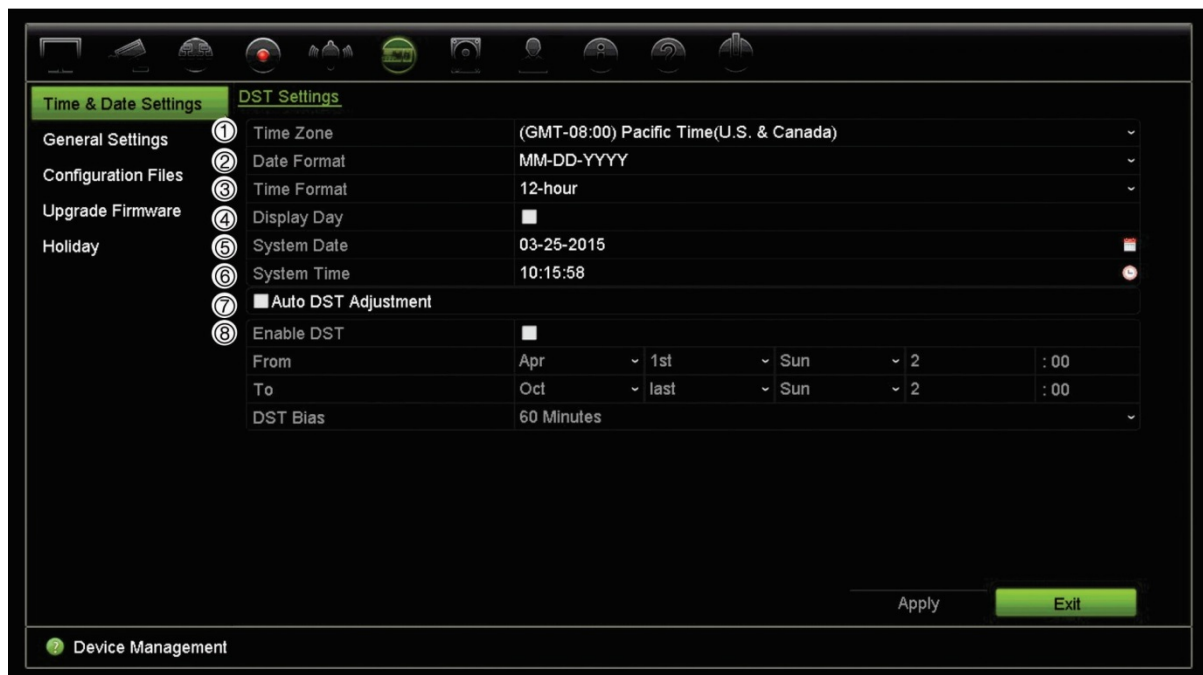 Time & Date Settings
General Settings
Configuration Files
Upgrade Firmware
Holiday
DST Settings
① Time Zone (GMT-08:00) Pacific Time(U.S. & Canada)
② Date Format MM-DD-YYYY
③ Time Format 12-hour
④ Display Day
⑤ System Date 03-25-2015
⑥ System Time 10:15:58
⑦ Auto DST Adjustment
⑧ Enable DST
From Apr 1st Sun 2 : 00
To Oct last Sun 2 : 00
DST Bias 60 Minutes
Apply Exit
? Device Management